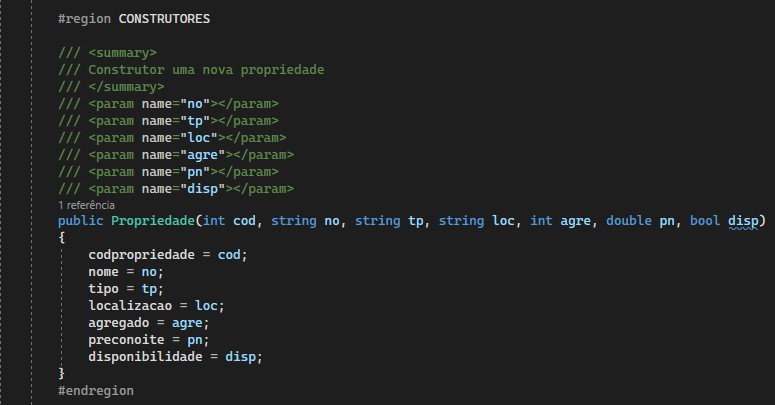 #region CONSTRUTORES
/// <summary>
/// Construtor uma nova propriedade
/// </summary>
/// <param name="no"></param>
/// <param name="tp"></param>
/// <param name="loc"></param>
/// <param name="agre"></param>
/// <param name="pn"></param>
/// <param name="disp"></param>
1 referência
public Propriedade(int cod, string no, string tp, string loc, int agre, double pn, bool disp)
{
codpropriedade = cod;
nome = no;
tipo = tp;
localizacao = loc;
agregado = agre;
preconoite = pn;
disponibilidade = disp;
}
#endregion